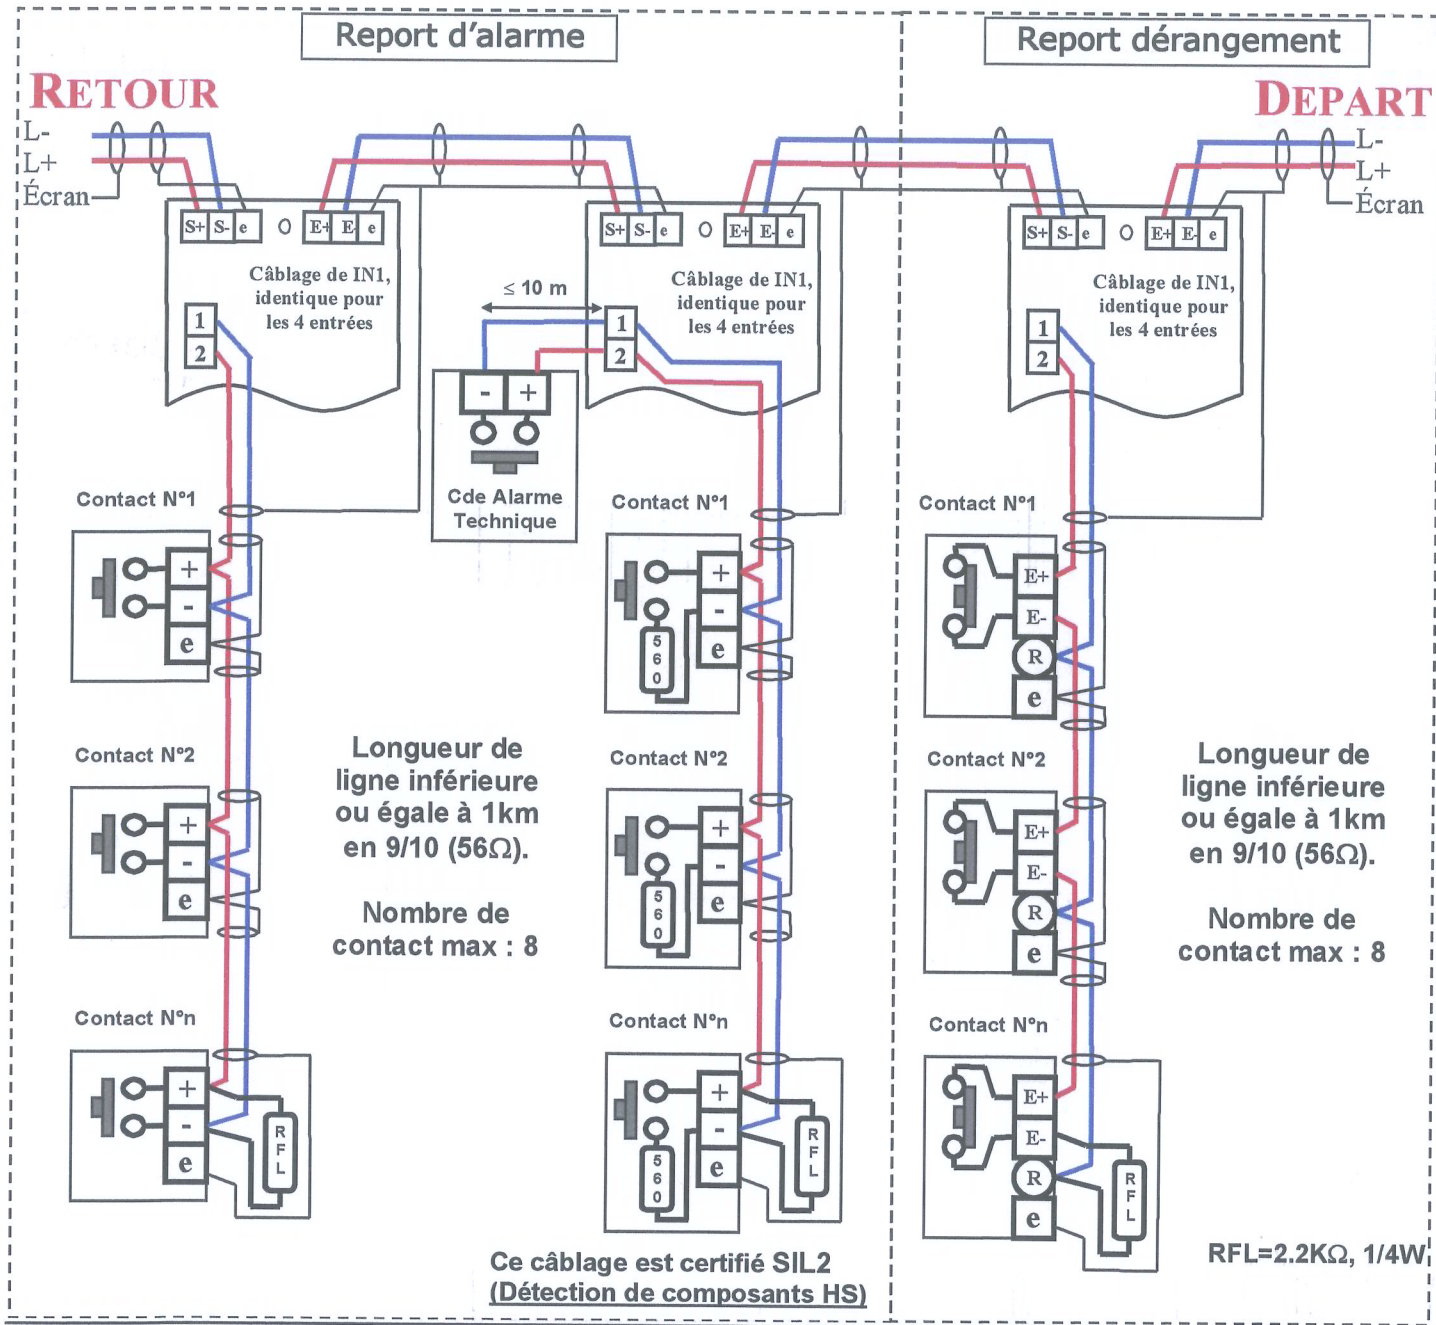 Report d’alarme
Report dérangement
RETOUR
DEPART
L-
L+
Écran
L-
L+
Écran
S+ S- e O E+ E- e
Câblage de IN1,
identique pour
les 4 entrées
1
2
≤ 10 m
- +
Cde Alarme
Technique
S+ S- e O E+ E- e
Câblage de IN1,
identique pour
les 4 entrées
1
2
S+ S- e O E+ E- e
Câblage de IN1,
identique pour
les 4 entrées
1
2
Contact N°1
+
-
e
Contact N°2
+
-
e
Contact N°n
+
-
e
RFL
Longueur de
ligne inférieure
ou égale à 1km
en 9/10 (56Ω).
Nombre de
contact max : 8
Contact N°1
+
-
e
560
Contact N°2
+
-
e
560
Contact N°n
+
-
e
560
RFL
Ce câblage est certifié SIL2
(Détection de composants HS)
Contact N°1
E+
E-
R
e
Contact N°2
E+
E-
R
e
Contact N°n
E+
E-
R
e
RFL
Longueur de
ligne inférieure
ou égale à 1km
en 9/10 (56Ω).
Nombre de
contact max : 8
RFL=2.2KΩ, 1/4W